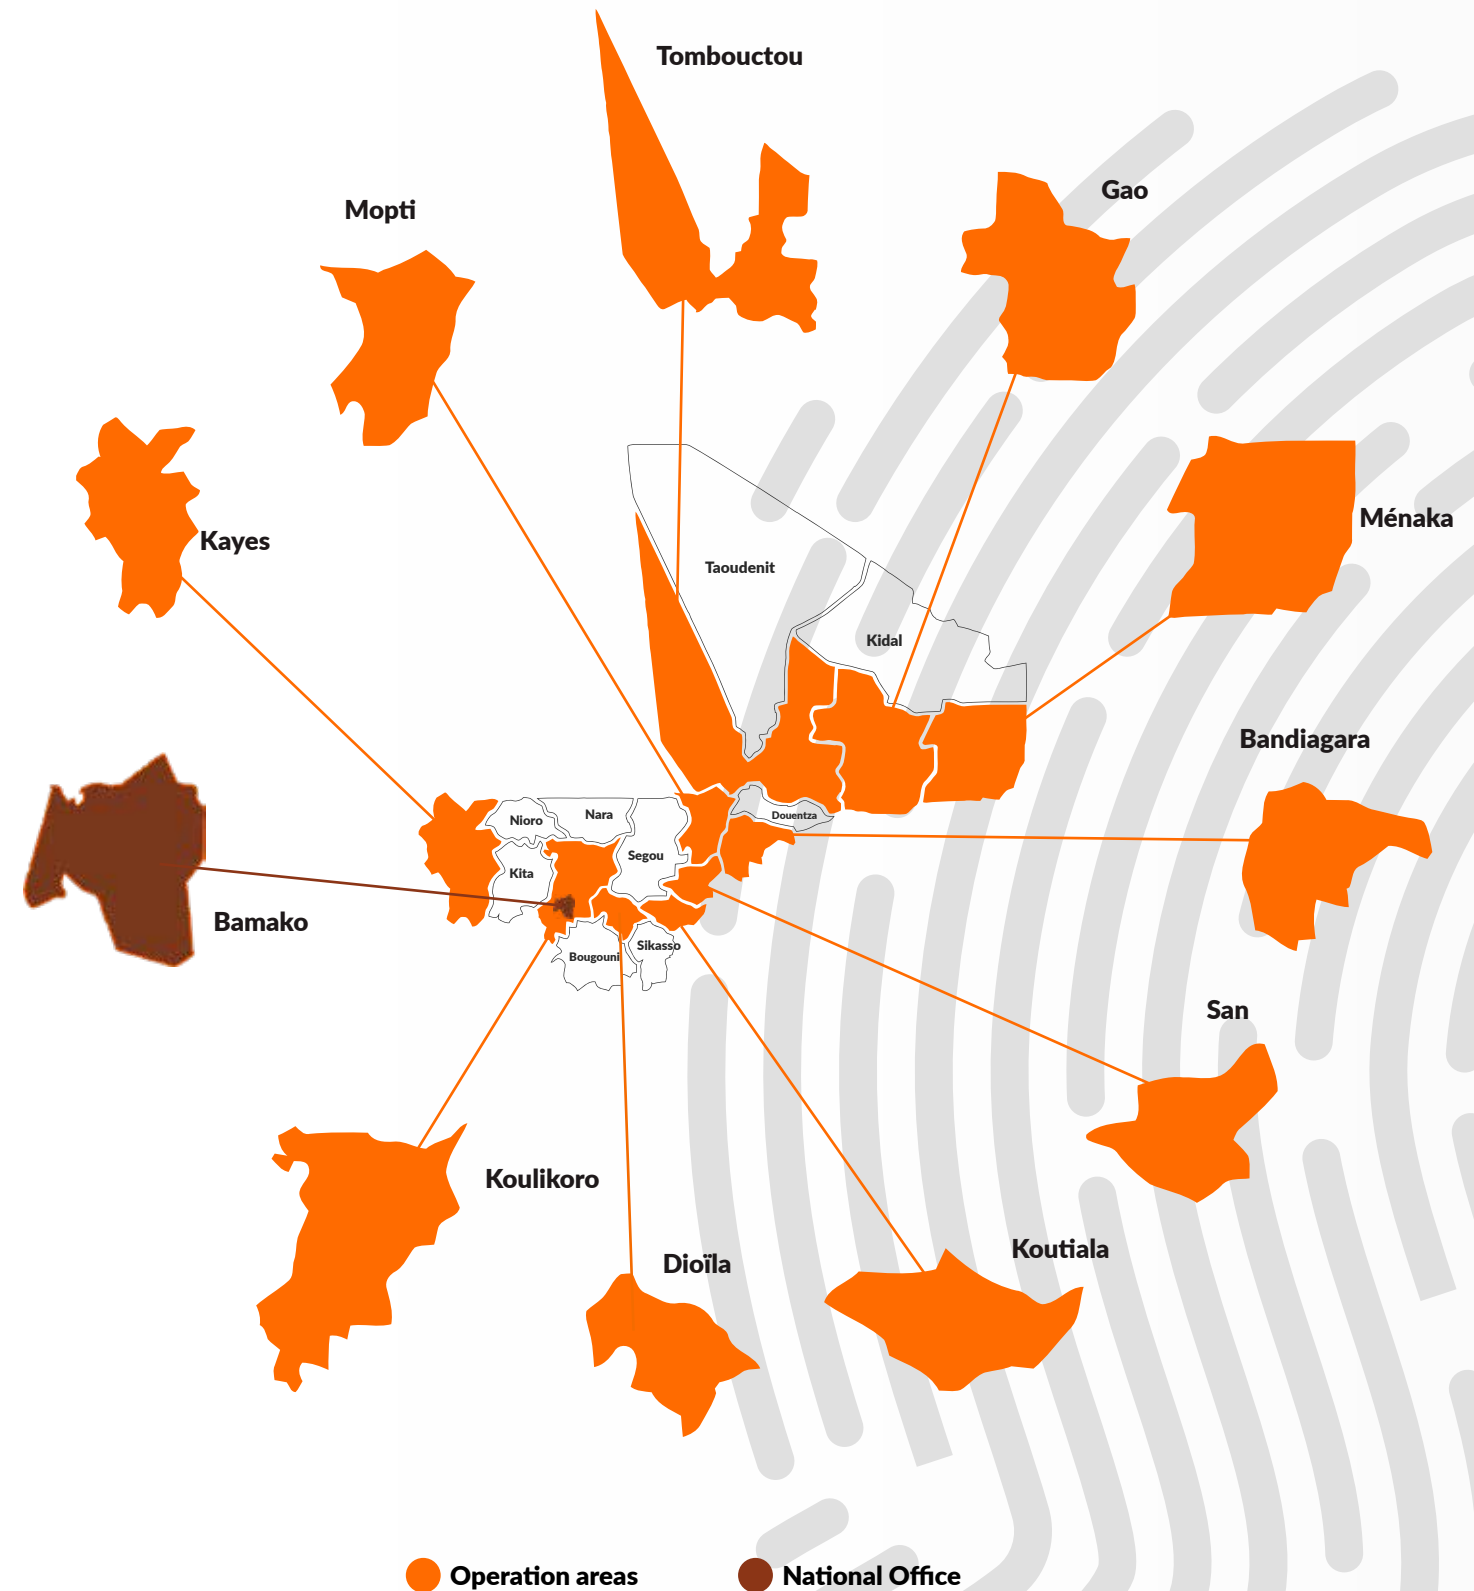 Tombouctou
Gao
Mopti
Ménaka
Kayes
Taoudenit
Kidal
Bandiagara
Douentza
Nara
Nioro
Segou
Kita
Bamako
Sikasso
Bougouni
San
Koulikoro
Koutiala
Dioïla
Operation areas
National Office